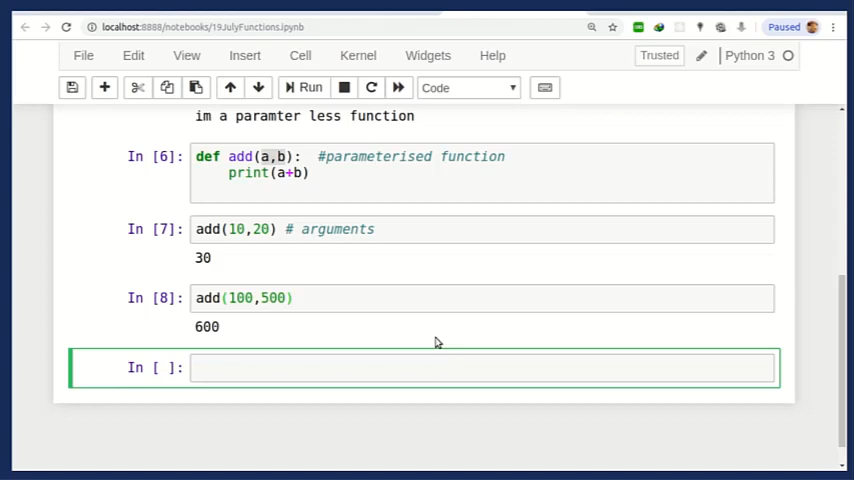 localhost:8888/notebooks/19JulyFunctions.ipynb
Paused
File Edit View Insert Cell Kernel Widgets Help
Trusted
Python 3
Run
Code
im a paramter less function
In [6]: def add(a,b): #parameterised function
print(a+b)
In [7]: add(10,20) # arguments
30
In [8]: add(100,500)
600
In [ ]: